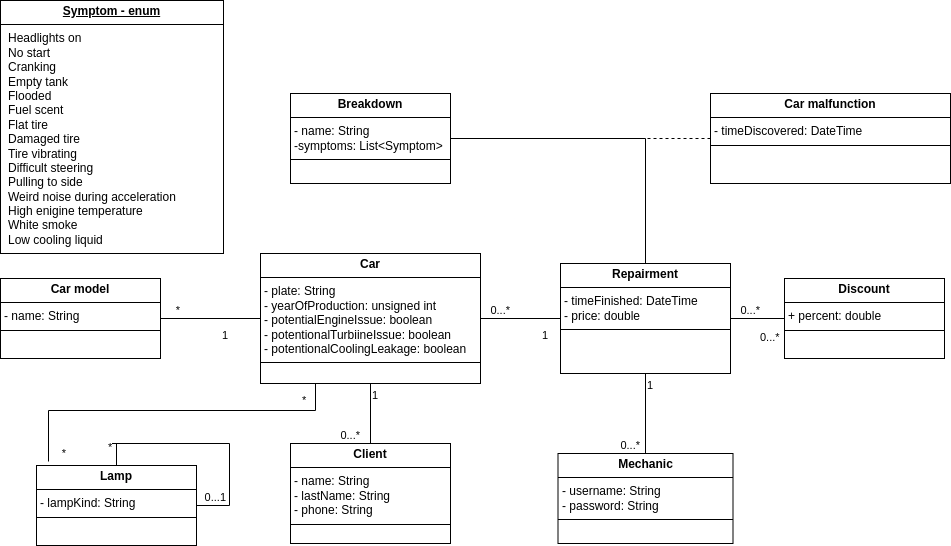 Symptom - enum
Headlights on
No start
Cranking
Empty tank
Flooded
Fuel scent
Flat tire
Damaged tire
Tire vibrating
Difficult steering
Pulling to side
Weird noise during acceleration
High enigine temperature
White smoke
Low cooling liquid
Breakdown
- name: String
-symptoms: List<Symptom>
Car malfunction
- timeDiscovered: DateTime
Car model
- name: String
*
1
Car
- plate: String
- yearOfProduction: unsigned int
- potentialEngineIssue: boolean
- potentialTurbiineIssue: boolean
- potentialCoolingLeakage: boolean
0...*
1
Repairment
- timeFinished: DateTime
- price: double
0...*
0...*
Discount
+ percent: double
*
*
1
0...*
1
0...*
*
0...1
Lamp
- lampKind: String
Client
- name: String
- lastName: String
- phone: String
Mechanic
- username: String
- password: String